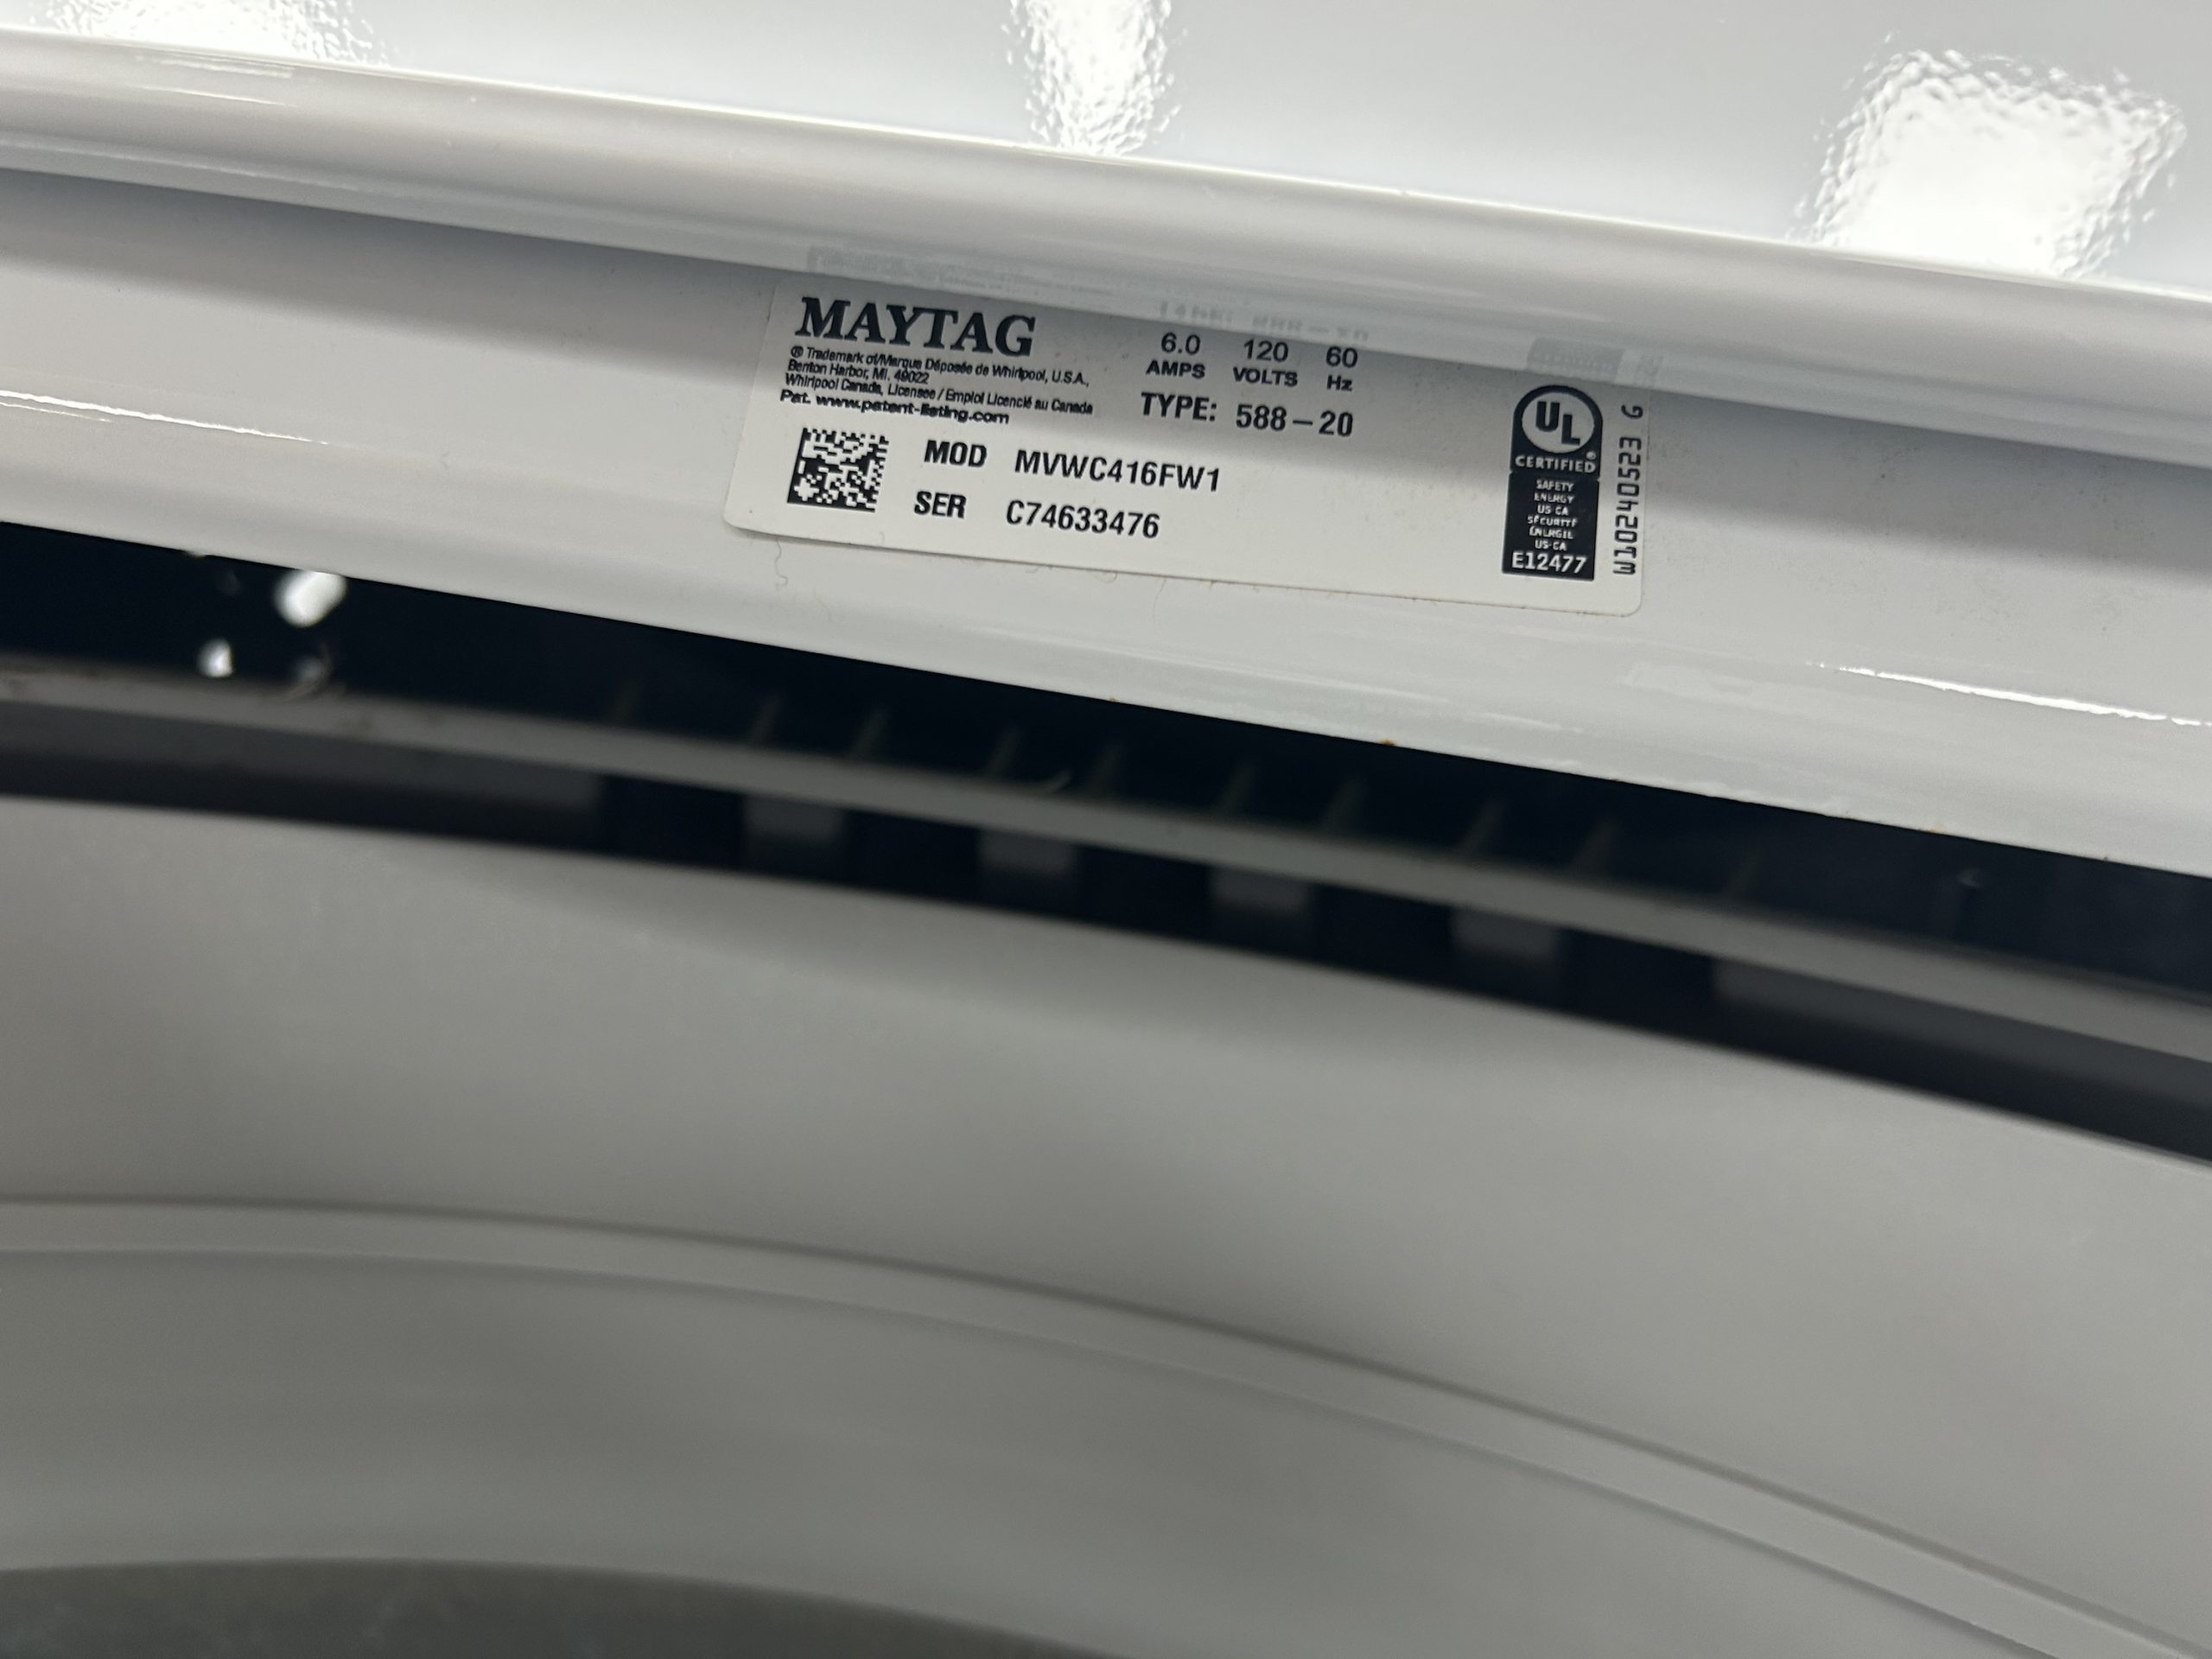 MAYTAG
® Trademark of/Marque Déposée de Whirlpool, U.S.A.,
Benton Harbor, MI. 49022
Whirlpool Canada, Licensee / Emploi Licencié au Canada
Pat. www.patent-listing.com
6.0 120 60
AMPS VOLTS Hz
TYPE: 588-20
MOD MVWC416FW1
SER C74633476
UL®
CERTIFIED
SAFETY
ENERGY
US CA
SÉCURITÉ
ÉNERGIE
US-CA
E12477